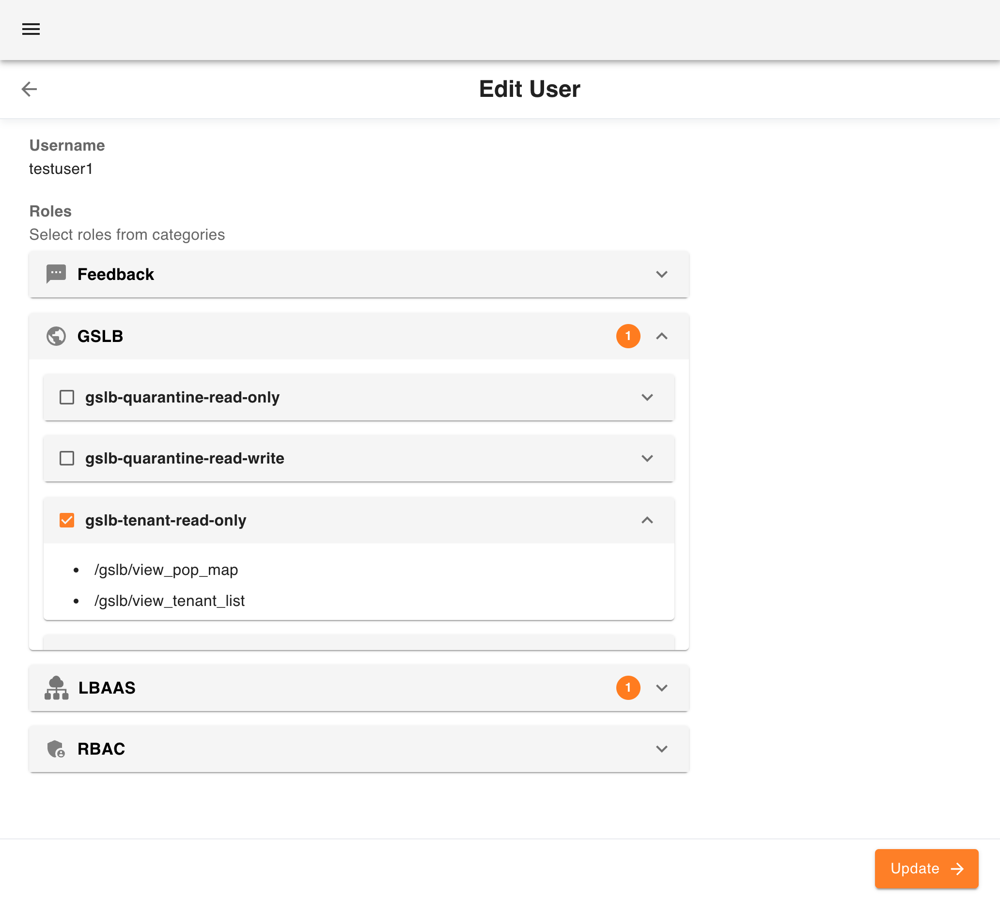 Edit User
Username
testuser1
Roles
Select roles from categories
Feedback
GSLB
1
gslb-quarantine-read-only
gslb-quarantine-read-write
gslb-tenant-read-only
/gslb/view_pop_map
/gslb/view_tenant_list
LBAAS
1
RBAC
Update